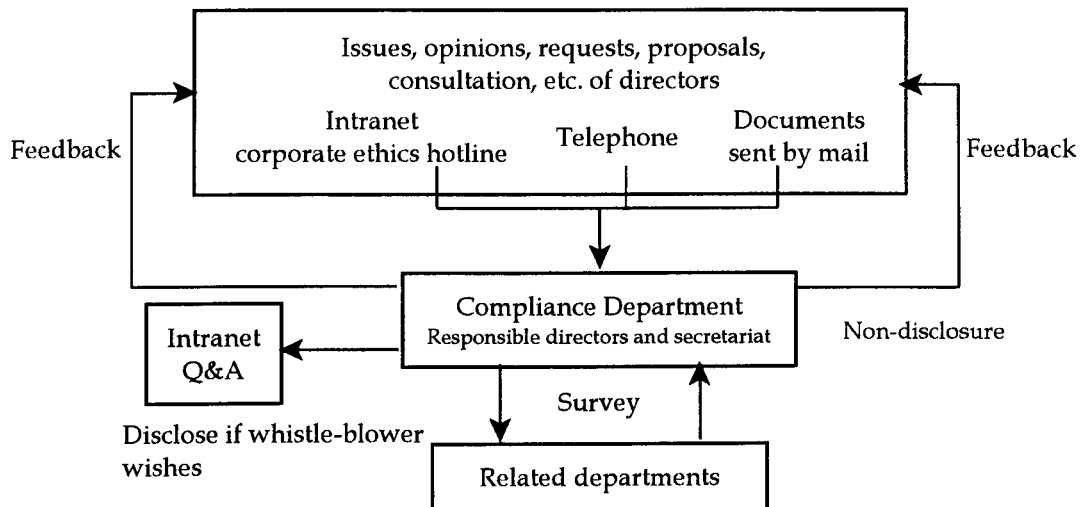 Issues, opinions, requests, proposals,
consultation, etc. of directors
Intranet
corporate ethics hotline
Telephone
Documents
sent by mail
Feedback
Feedback
Compliance Department
Responsible directors and secretariat
Non-disclosure
Intranet
Q&A
Survey
Disclose if whistle-blower
wishes
Related departments